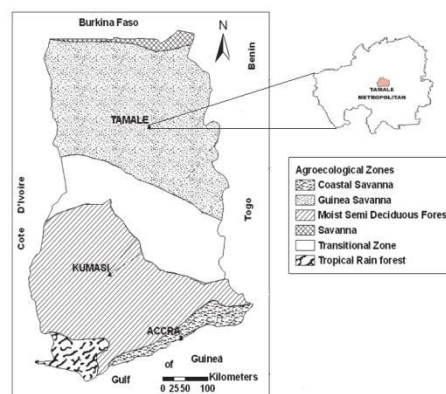 Burkina Faso
N
Benin
TAMALE
TAMALE
METROPOLITAN
Cote D'Ivoire
Togo
Agroecological Zones
Coastal Savanna
Guinea Savanna
Moist Semi Deciduous Fores
Savanna
Transitional Zone
Tropical Rain forest
KUMASI
ACCRA
Gulf of Guinea
Kilometers
0 25 50 100